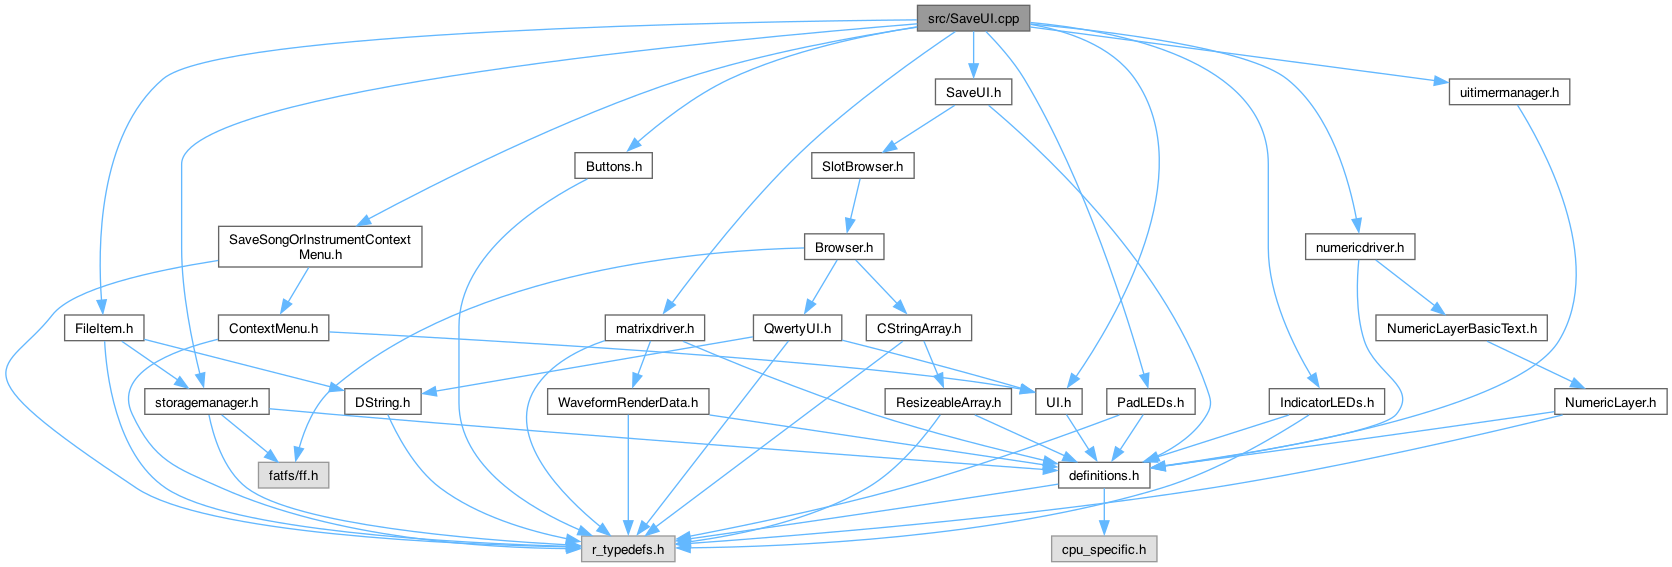 src/SaveUI.cpp
SaveUI.h
uitimermanager.h
Buttons.h
SlotBrowser.h
SaveSongOrInstrumentContext
Menu.h
Browser.h
numericdriver.h
FileItem.h
ContextMenu.h
matrixdriver.h
QwertyUI.h
CStringArray.h
NumericLayerBasicText.h
storagemanager.h
DString.h
WaveformRenderData.h
ResizeableArray.h
UI.h
PadLEDs.h
IndicatorLEDs.h
NumericLayer.h
fatfs/ff.h
definitions.h
r_typedefs.h
cpu_specific.h